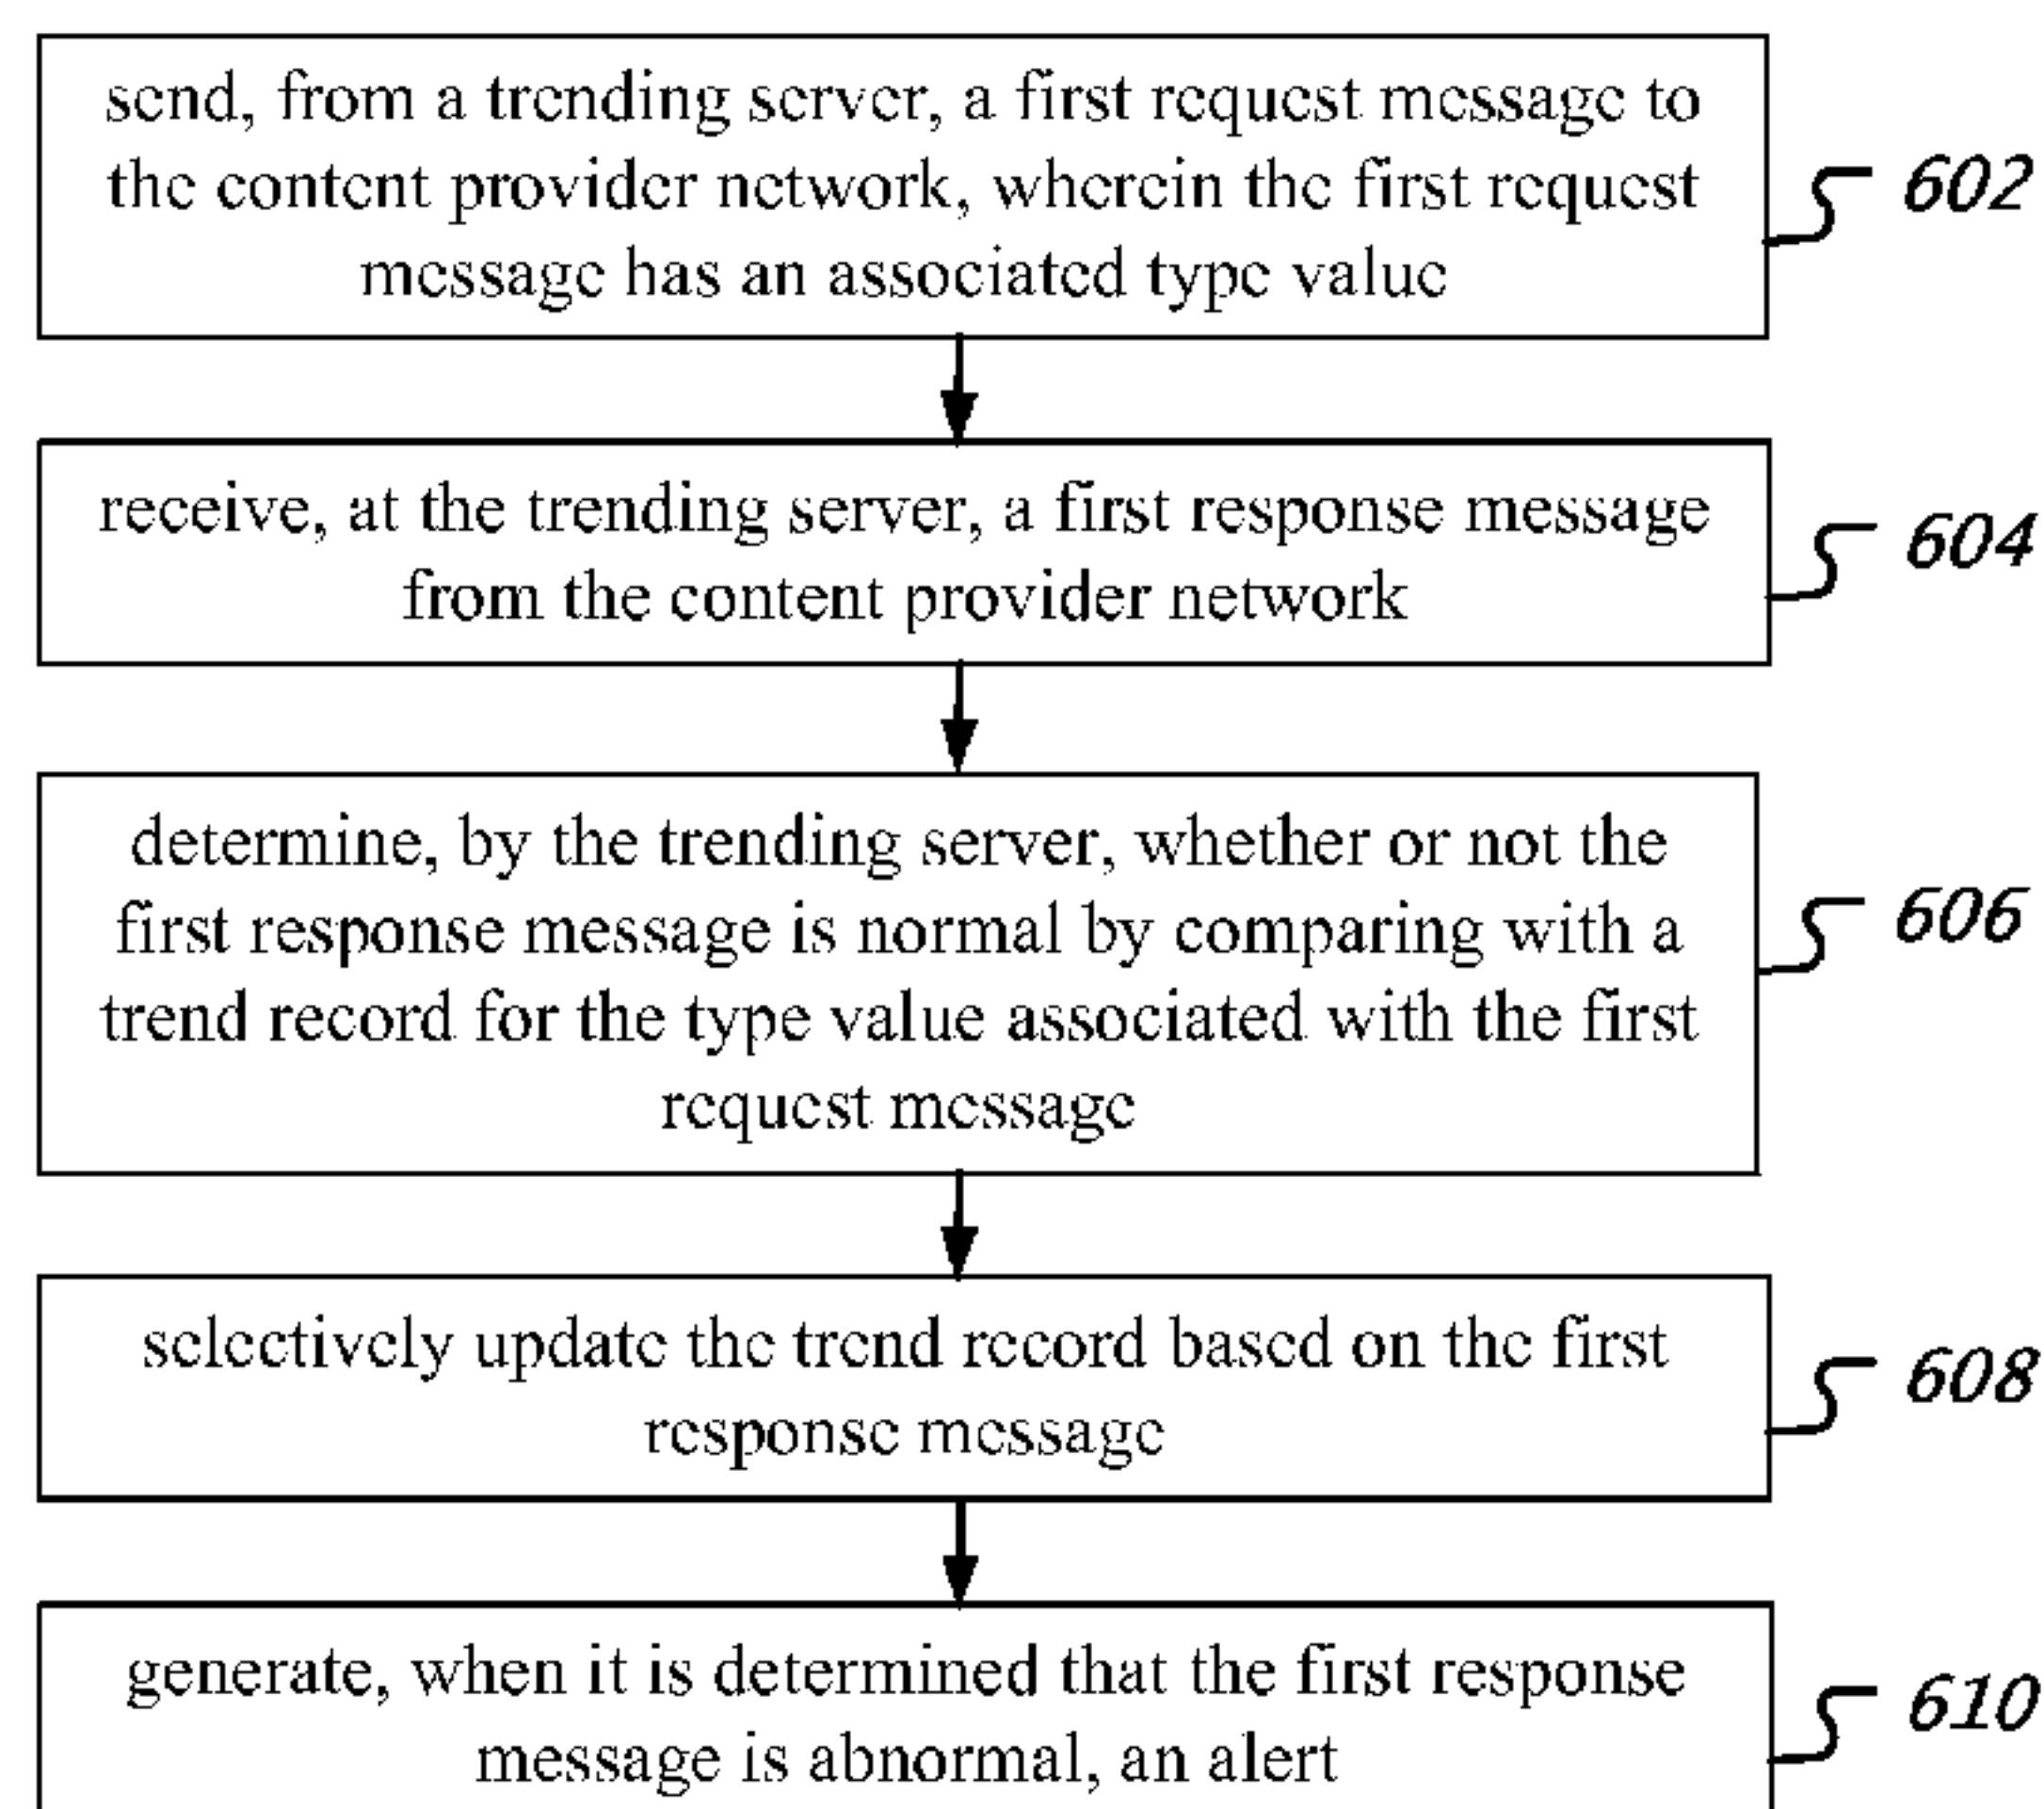 send, from a trending server, a first request message to
the content provider network, wherein the first request
message has an associated type value
602
receive, at the trending server, a first response message
from the content provider network
604
determine, by the trending server, whether or not the
first response message is normal by comparing with a
trend record for the type value associated with the first
request message
606
selectively update the trend record based on the first
response message
608
generate, when it is determined that the first response
message is abnormal, an alert
610